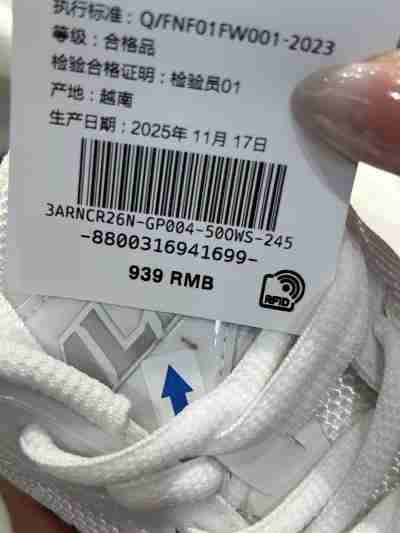 执行标准：Q/FNF01FW001-2023
等级：合格品
检验合格证明：检验员01
产地：越南
生产日期：2025年 11月 17日
3ARNCR26N-GP004-50OWS-245
-8800316941699-
939 RMB
RFID